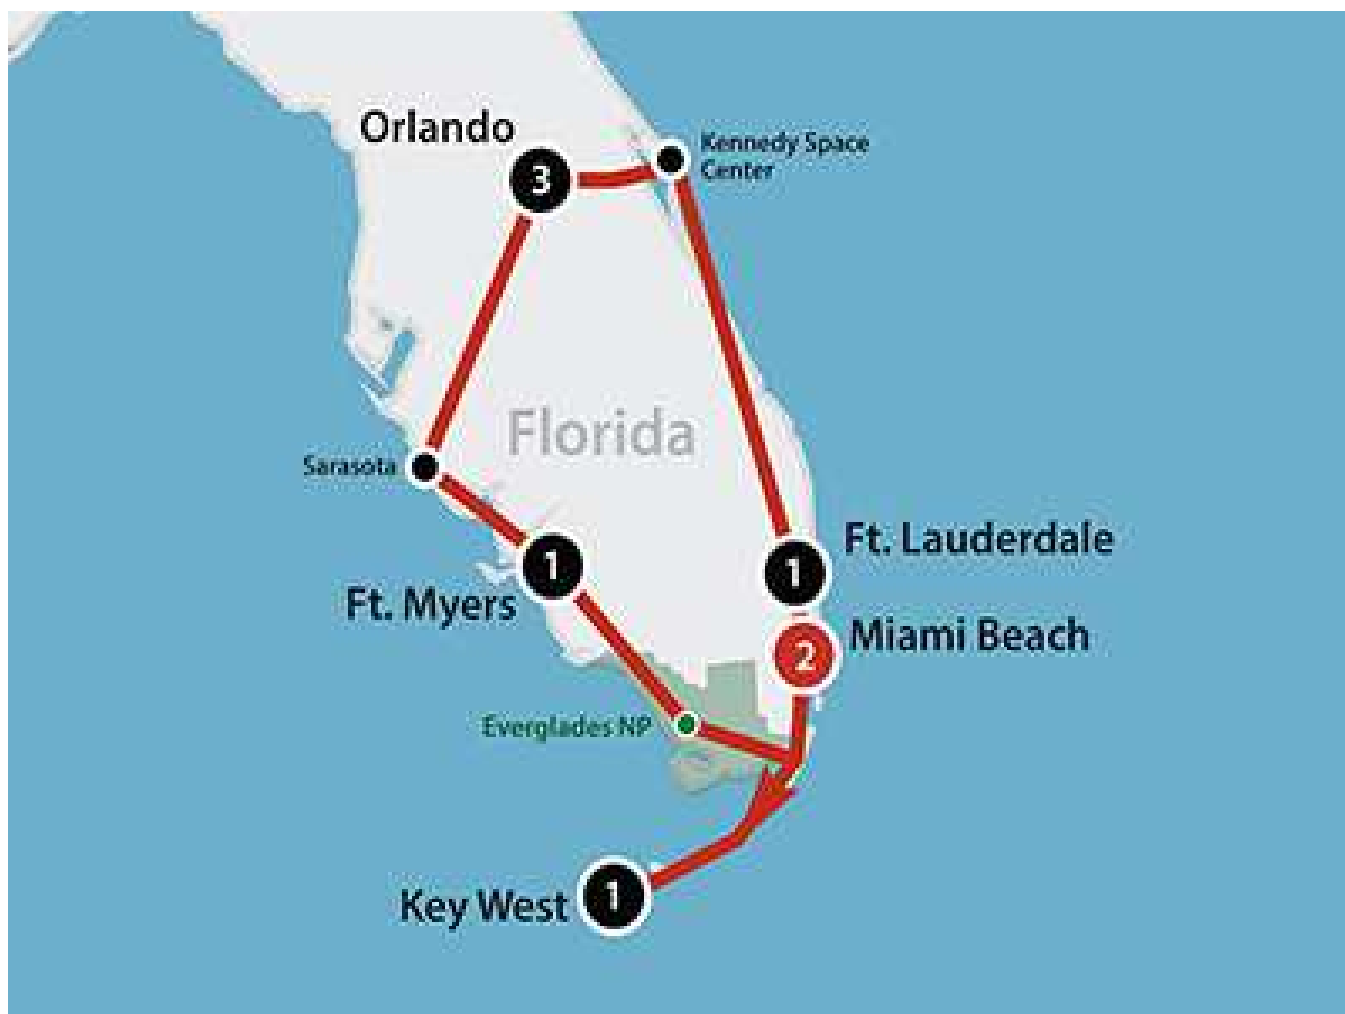 Orlando
3
Kennedy Space
Center
Florida
Sarasota
1
Ft. Lauderdale
1
Ft. Myers
2
Miami Beach
Everglades NP
Key West
1